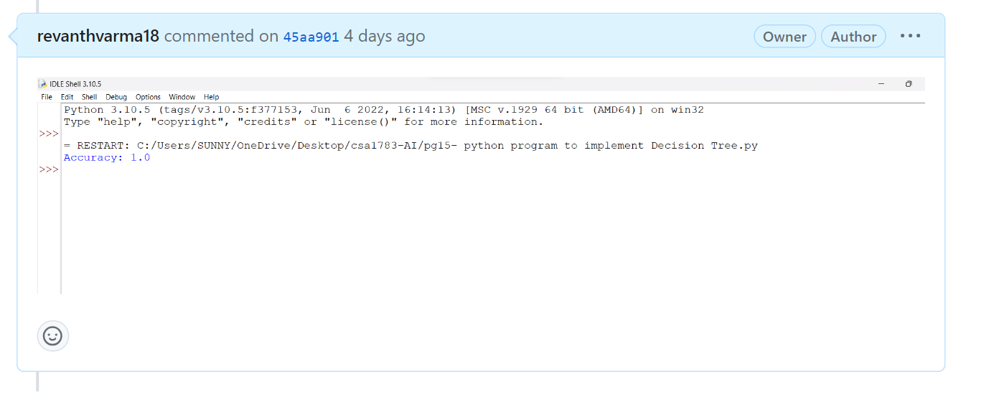 revanthvarma18 commented on 45aa901 4 days ago Owner Author
IDLE Shell 3.10.5
File Edit Shell Debug Options Window Help
Python 3.10.5 (tags/v3.10.5:f377153, Jun  6 2022, 16:14:13) [MSC v.1929 64 bit (AMD64)] on win32
Type "help", "copyright", "credits" or "license()" for more information.
>>>
= RESTART: C:/Users/SUNNY/OneDrive/Desktop/csa1783-AI/pg15- python program to implement Decision Tree.py
Accuracy: 1.0
>>>